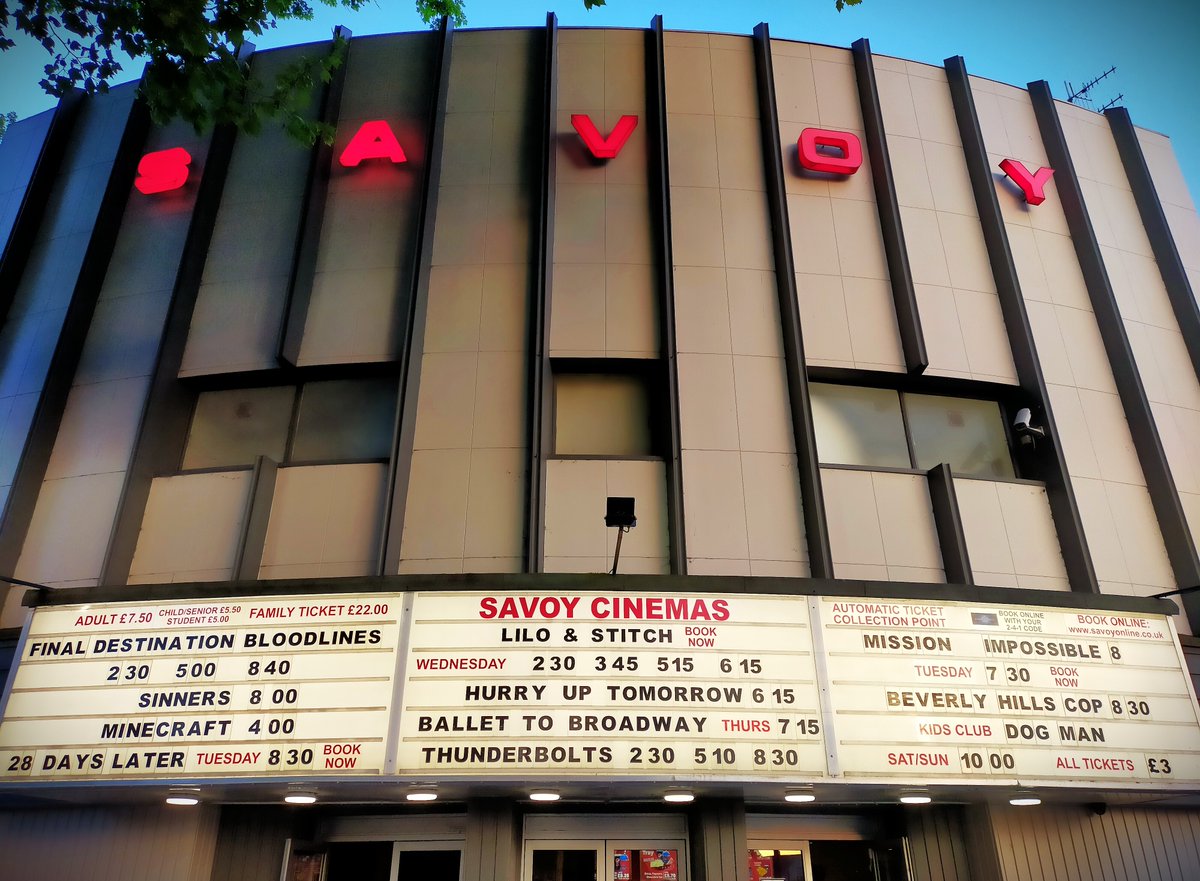 SAVOY
ADULT £7.50 CHILD/SENIOR £5.50 FAMILY TICKET £22.00
STUDENT £5.00
FINAL DESTINATION BLOODLINES
2 30 5 00 8 40
SINNERS 8 00
MINECRAFT 4 00
28 DAYS LATER TUESDAY 8 30 BOOK NOW
SAVOY CINEMAS
LILO & STITCH BOOK NOW
WEDNESDAY 2 30 3 45 5 15 6 15
HURRY UP TOMORROW 6 15
BALLET TO BROADWAY THURS 7 15
THUNDERBOLTS 2 30 5 10 8 30
AUTOMATIC TICKET
COLLECTION POINT
BOOK ONLINE
WITH YOUR
2-4-1 CODE
BOOK ONLINE:
www.savoyonline.co.uk
MISSION IMPOSSIBLE 8
TUESDAY 7 30 BOOK NOW
BEVERLY HILLS COP 8 30
KIDS CLUB DOG MAN
SAT/SUN 10 00 ALL TICKETS £3